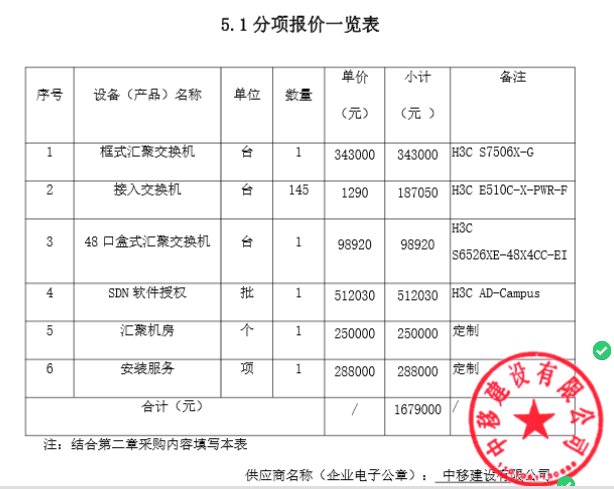 5.1 分项报价一览表
序号 设备（产品）名称 单位 数量 单价（元） 小计（元 ） 备注
1 框式汇聚交换机 台 1 343000 343000 H3C S7506X-G
2 接入交换机 台 145 1290 187050 H3C E510C-X-PWR-F
3 48 口盒式汇聚交换机 台 1 98920 98920 H3C S6526XE-48X4CC-EI
4 SDN 软件授权 批 1 512030 512030 H3C AD-Campus
5 汇聚机房 个 1 250000 250000 定制
6 安装服务 项 1 288000 288000 定制
合计（元） / 1679000 /
注：结合第二章采购内容填写本表
供应商名称（企业电子公章）：中移建设有限公司
中移建设有限公司